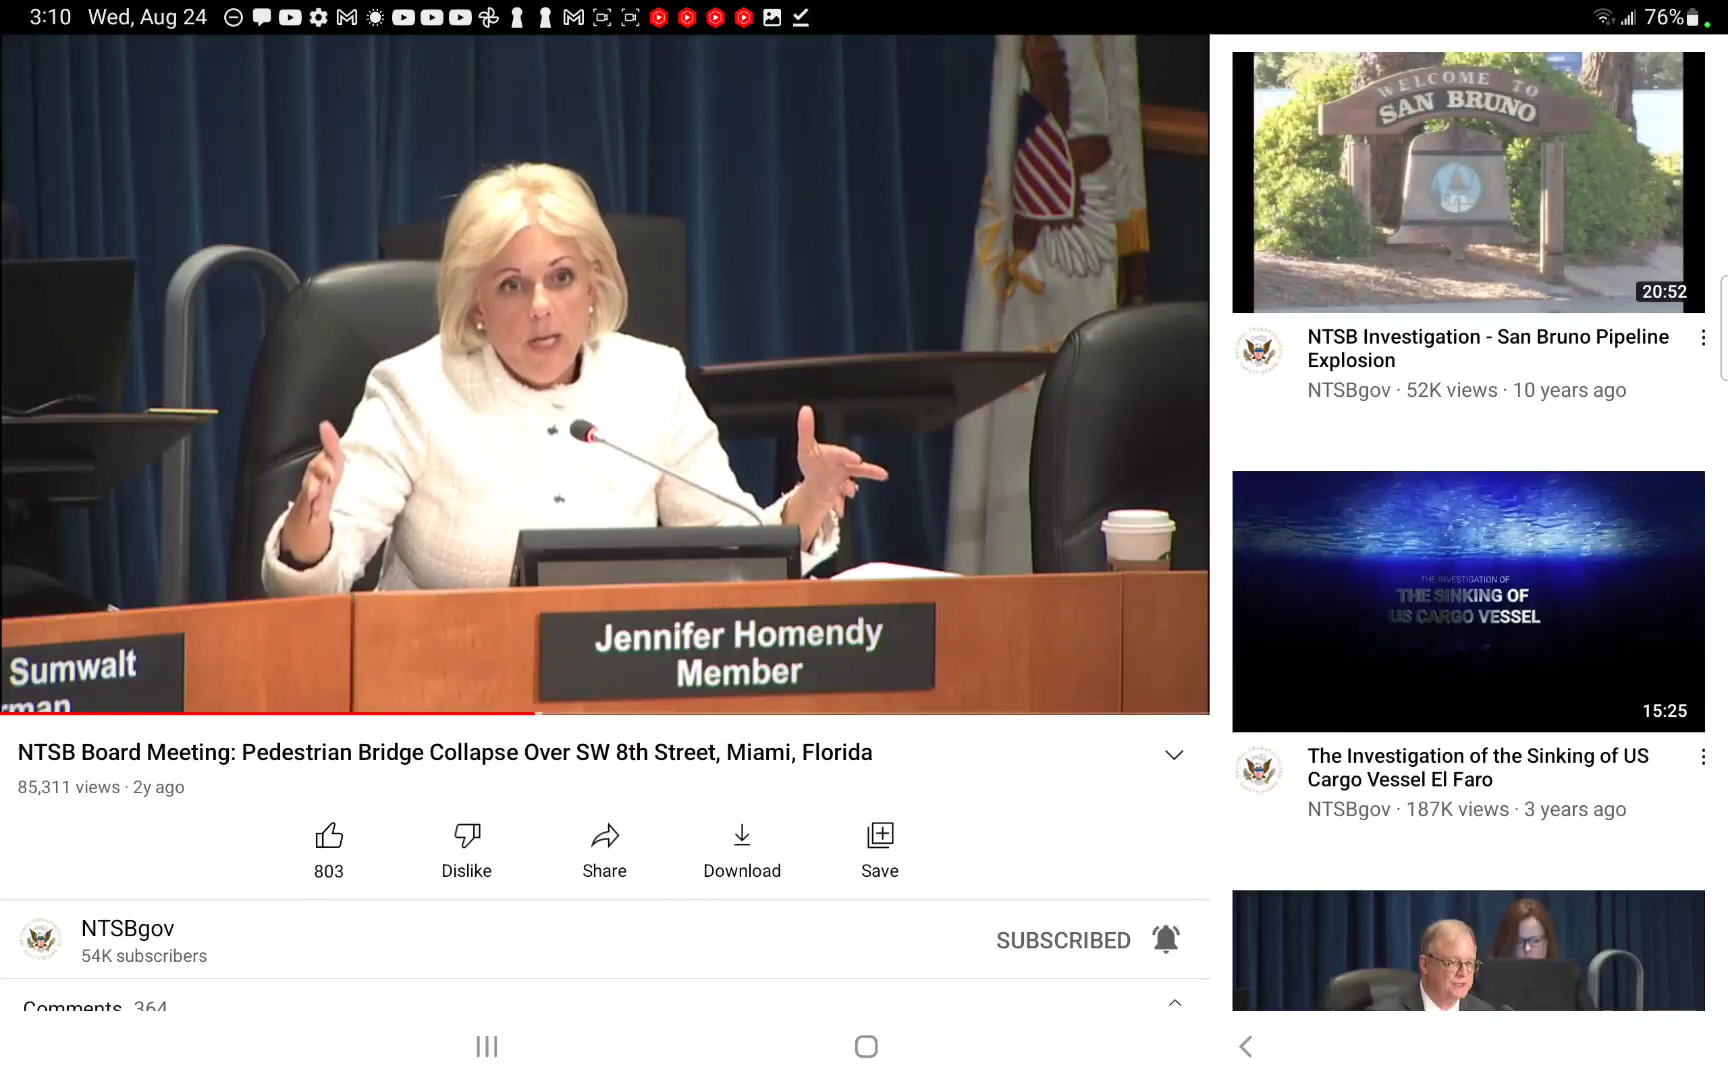 3:10 Wed, Aug 24
76%
Sumwalt
rman
Jennifer Homendy
Member
NTSB Board Meeting: Pedestrian Bridge Collapse Over SW 8th Street, Miami, Florida
85,311 views · 2y ago
803
Dislike
Share
Download
Save
NTSBgov
54K subscribers
SUBSCRIBED
Comments 364
WELCOME TO
SAN BRUNO
20:52
NTSB Investigation - San Bruno Pipeline
Explosion
NTSBgov · 52K views · 10 years ago
THE INVESTIGATION OF
THE SINKING OF
US CARGO VESSEL
15:25
The Investigation of the Sinking of US
Cargo Vessel El Faro
NTSBgov · 187K views · 3 years ago